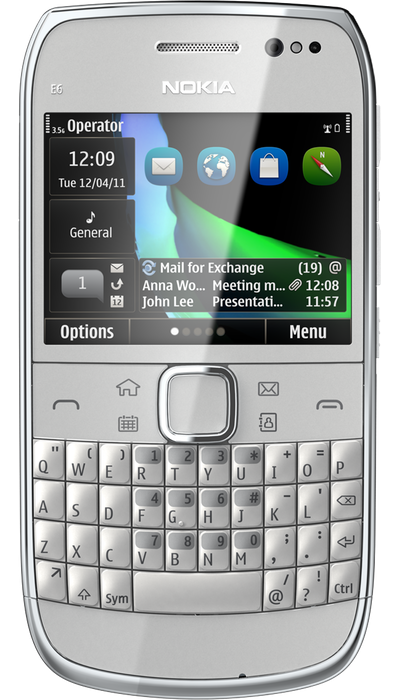 NOKIA
E6
3.5G Operator
12:09
Tue 12/04/11
General
1
12
Mail for Exchange (19) @
Anna Wo... Meeting m... 12:08
John Lee Presentati... 11:57
Options Menu
Q " W ( E ) R 1 T 2 Y 3 U * I + O = P
A S D F 4 G 5 H 6 J # K - L '
Z X C V 7 B 8 N 9 M 0 , ; . :
Sym @ / ? ! Ctrl